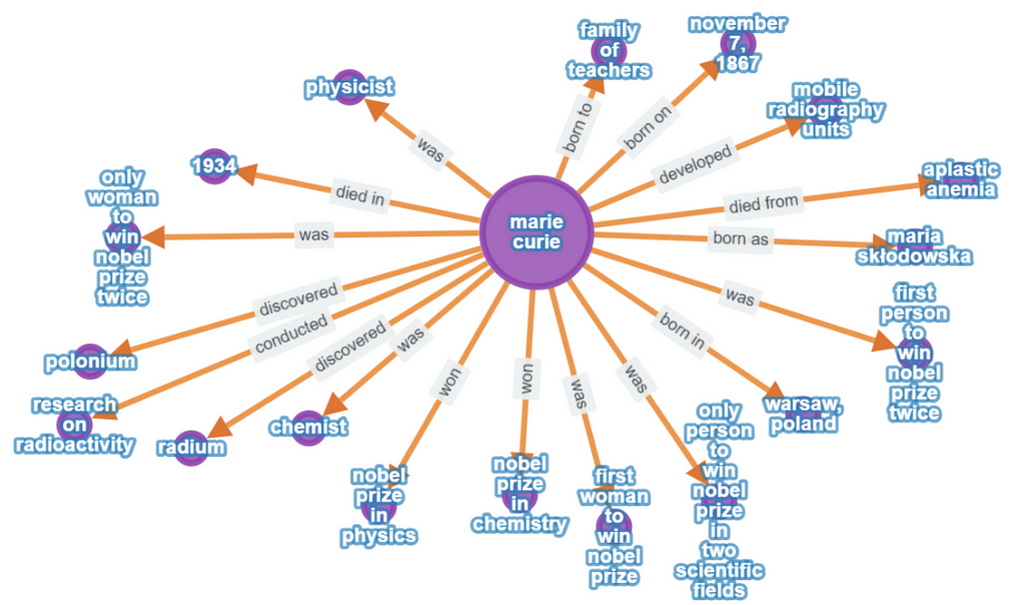 family
of
teachers
november
7,
1867
physicist
mobile
radiography
units
born to
born on
was
developed
1934
aplastic
anemia
died in
died from
only
woman
to
win
nobel
prize
twice
was
marie
curie
born as
maria
skłodowska
discovered
was
first
person
to
win
nobel
prize
twice
conducted
discovered
was
born in
polonium
won
won
was
was
research
on
radioactivity
radium
chemist
warsaw,
poland
nobel
prize
in
physics
nobel
prize
in
chemistry
first
woman
to
win
nobel
prize
only
person
to
win
nobel
prize
in
two
scientific
fields